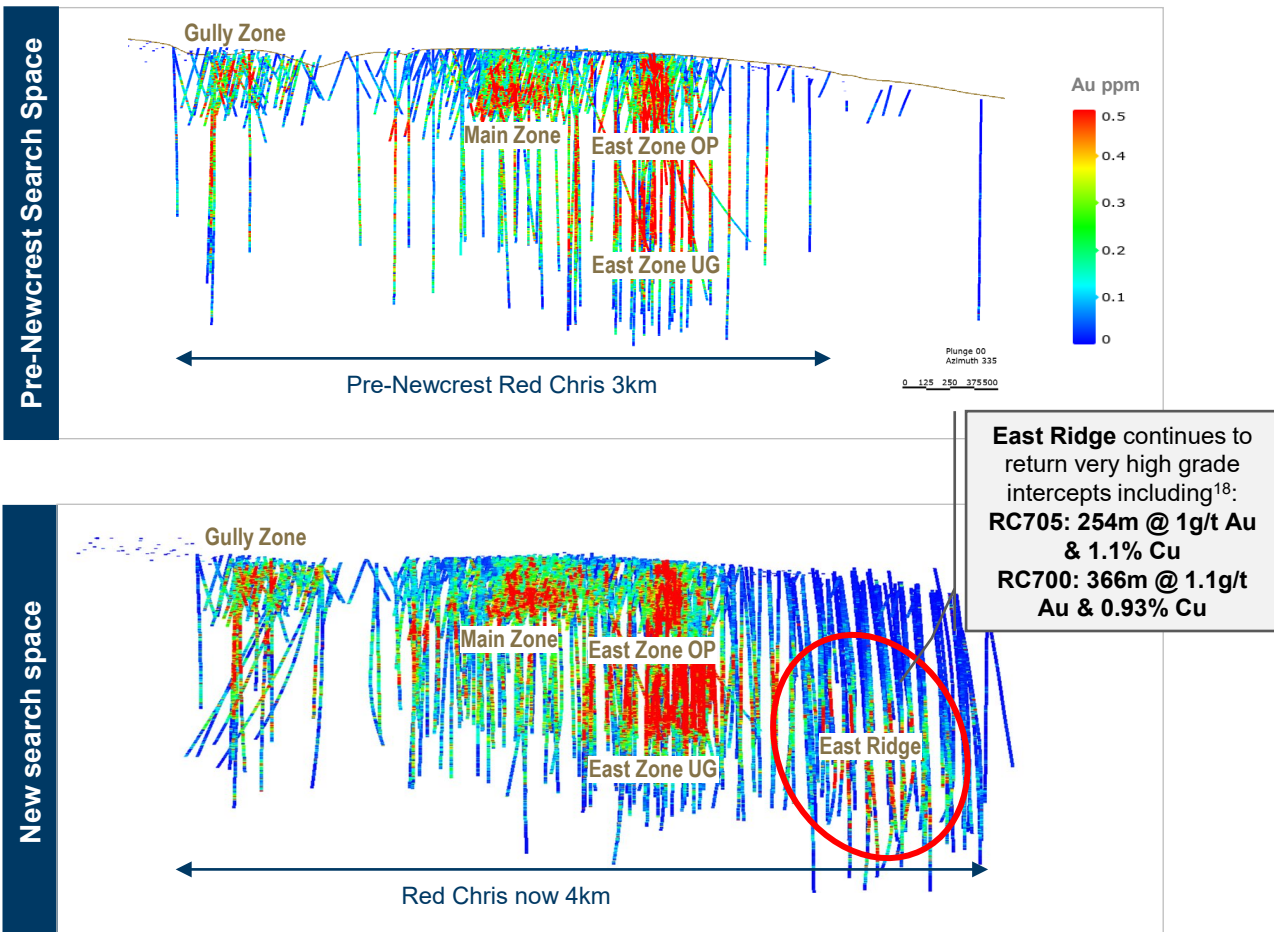 Pre-Newcrest Search Space
Gully Zone
Main Zone
East Zone OP
East Zone UG
Au ppm
0.5
0.4
0.3
0.2
0.1
0
Pre-Newcrest Red Chris 3km
Plunge 00
Azimuth 335
0 125 250 375 500
East Ridge continues to
return very high grade
intercepts including18:
RC705: 254m @ 1g/t Au
& 1.1% Cu
RC700: 366m @ 1.1g/t
Au & 0.93% Cu
New search space
Gully Zone
Main Zone
East Zone OP
East Zone UG
East Ridge
Red Chris now 4km